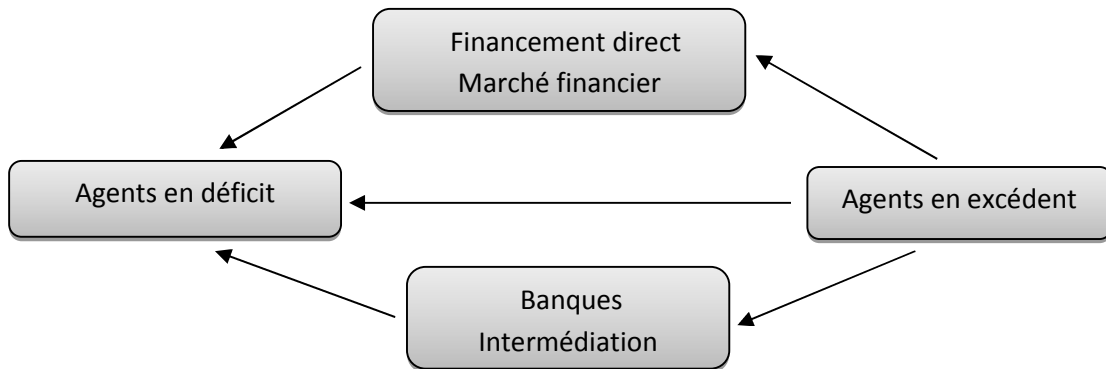 Financement direct
Marché financier
Agents en déficit
Agents en excédent
Banques
Intermédiation